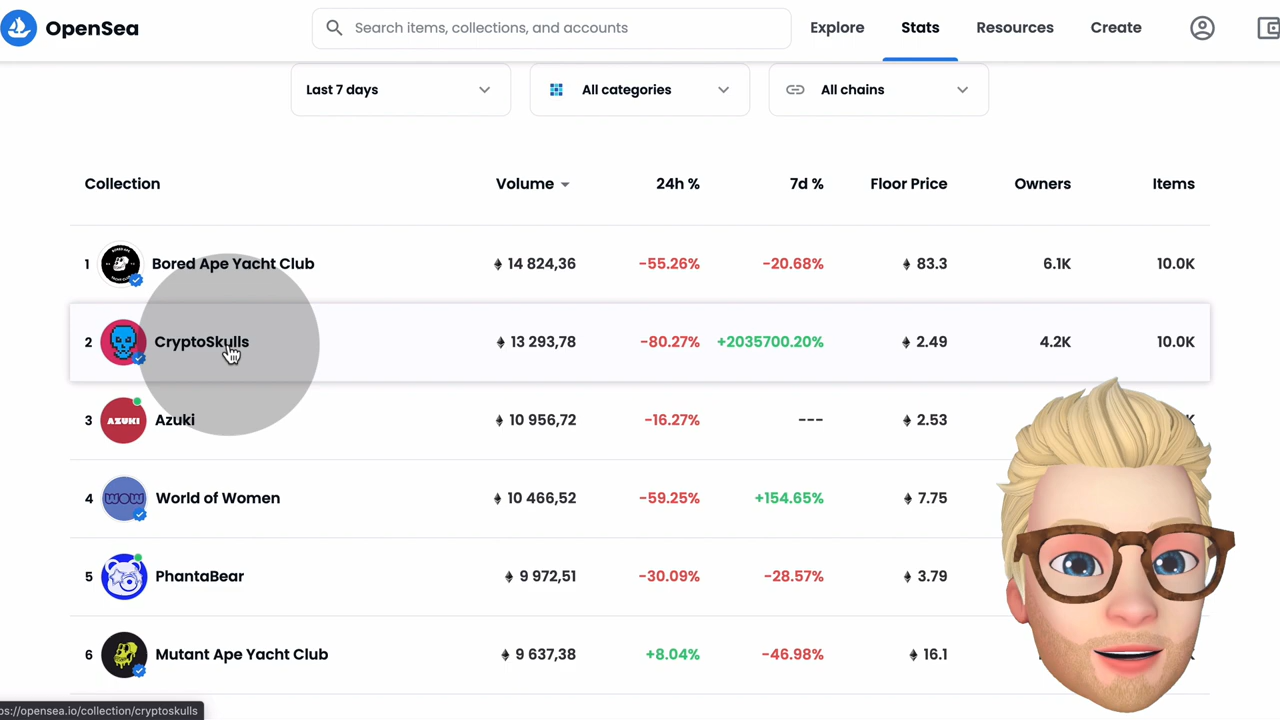 OpenSea
Search items, collections, and accounts
Explore
Stats
Resources
Create
Last 7 days
All categories
All chains
Collection Volume 24h % 7d % Floor Price Owners Items
1 Bored Ape Yacht Club 14 824,36 -55.26% -20.68% 83.3 6.1K 10.0K
2 CryptoSkulls 13 293,78 -80.27% +2035700.20% 2.49 4.2K 10.0K
3 AZUKI Azuki 10 956,72 -16.27% --- 2.53
4 WOW World of Women 10 466,52 -59.25% +154.65% 7.75
5 PhantaBear 9 972,51 -30.09% -28.57% 3.79
6 Mutant Ape Yacht Club 9 637,38 +8.04% -46.98% 16.1
ps://opensea.io/collection/cryptoskulls